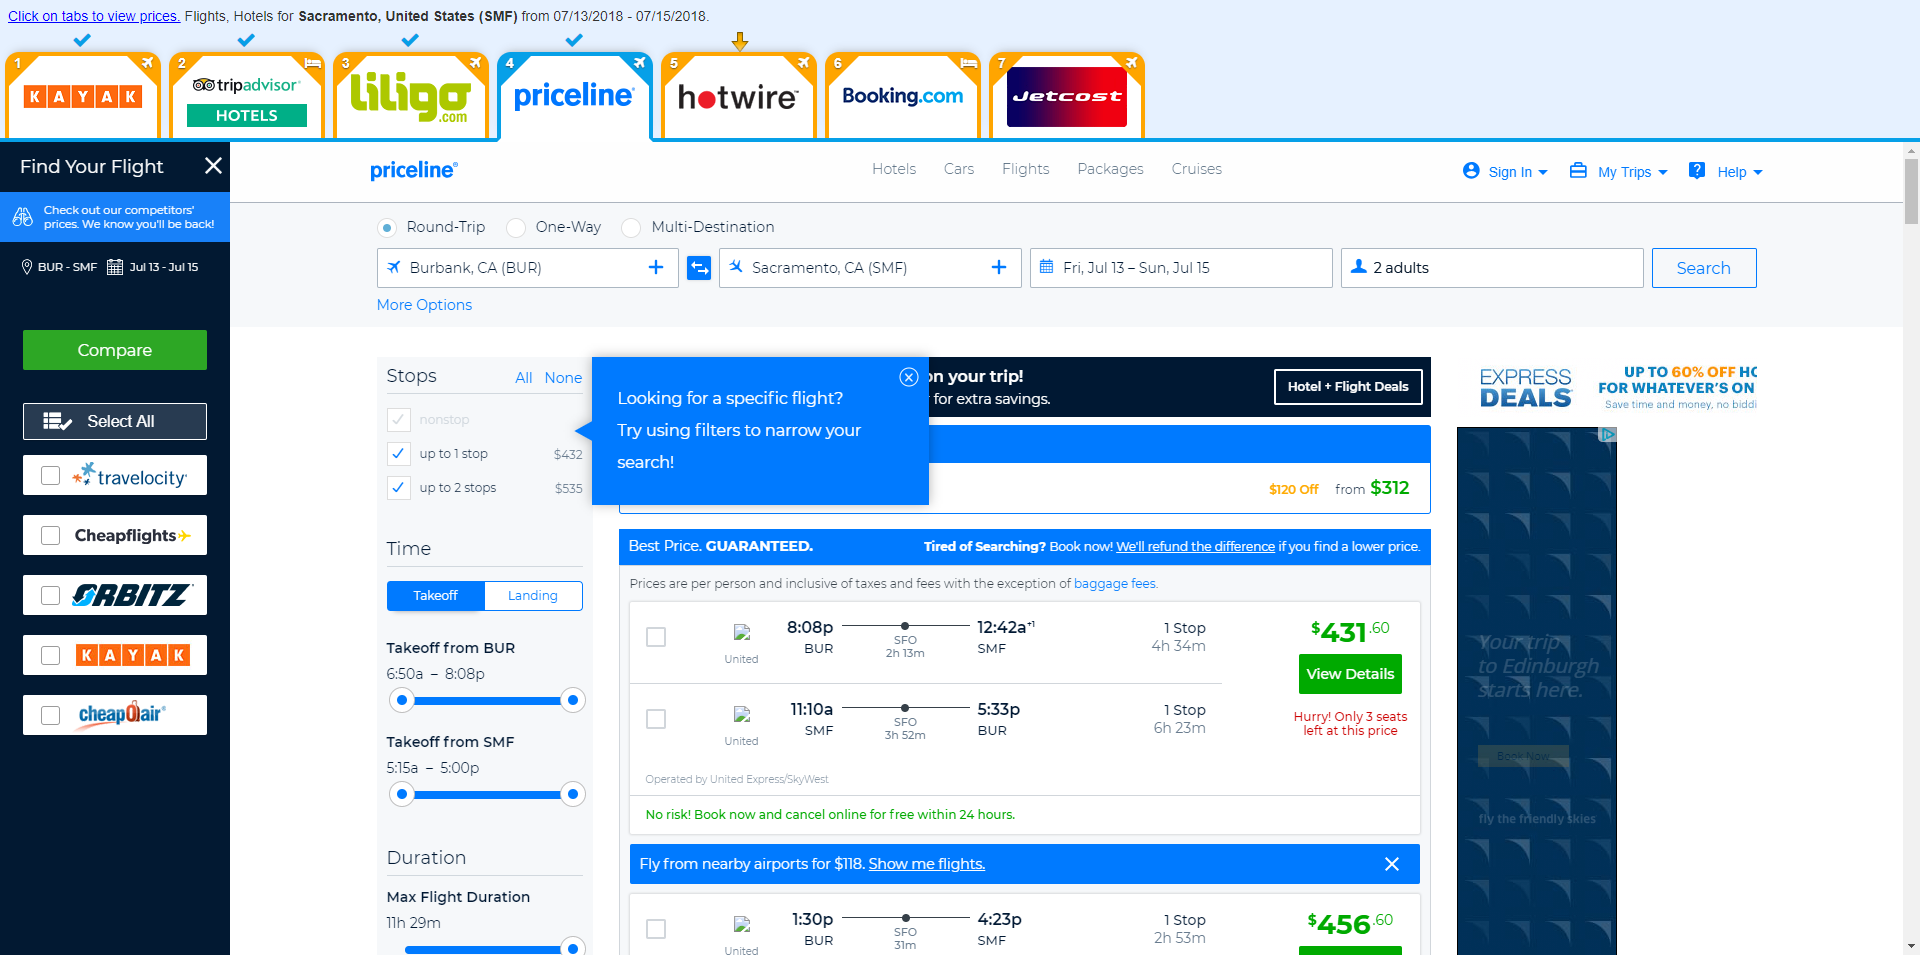 Click on tabs to view prices. Flights, Hotels for Sacramento, United States (SMF) from 07/13/2018 - 07/15/2018.
1 KAYAK
2 tripadvisor HOTELS
3 liligo.com
4 priceline
5 hotwire
6 Booking.com
7 Jetcost
Find Your Flight
Check out our competitors'
prices. We know you'll be back!
BUR - SMF Jul 13 - Jul 15
Compare
Select All
travelocity
Cheapflights
ORBITZ
KAYAK
cheapOair
priceline
Hotels Cars Flights Packages Cruises
Sign In My Trips Help
Round-Trip One-Way Multi-Destination
Burbank, CA (BUR) Sacramento, CA (SMF) Fri, Jul 13 – Sun, Jul 15 2 adults Search
More Options
Stops All None
nonstop
up to 1 stop $432
up to 2 stops $535
Time
Takeoff Landing
Takeoff from BUR
6:50a – 8:08p
Takeoff from SMF
5:15a – 5:00p
Duration
Max Flight Duration
11h 29m
Looking for a specific flight?
Try using filters to narrow your
search!
on your trip!
for extra savings.
Hotel + Flight Deals
$120 Off from $312
Best Price. GUARANTEED. Tired of Searching? Book now! We'll refund the difference if you find a lower price.
Prices are per person and inclusive of taxes and fees with the exception of baggage fees.
United 8:08p BUR SFO 2h 13m 12:42a+1 SMF 1 Stop 4h 34m
$431.60
View Details
United 11:10a SMF SFO 3h 52m 5:33p BUR 1 Stop 6h 23m
Hurry! Only 3 seats
left at this price
Operated by United Express/SkyWest
No risk! Book now and cancel online for free within 24 hours.
Fly from nearby airports for $118. Show me flights.
United 1:30p BUR SFO 31m 4:23p SMF 1 Stop 2h 53m
$456.60
EXPRESS
DEALS
UP TO 60% OFF HO
FOR WHATEVER'S ON
Save time and money, no biddi
Your trip
to Edinburgh
starts here.
Book Now
fly the friendly skies